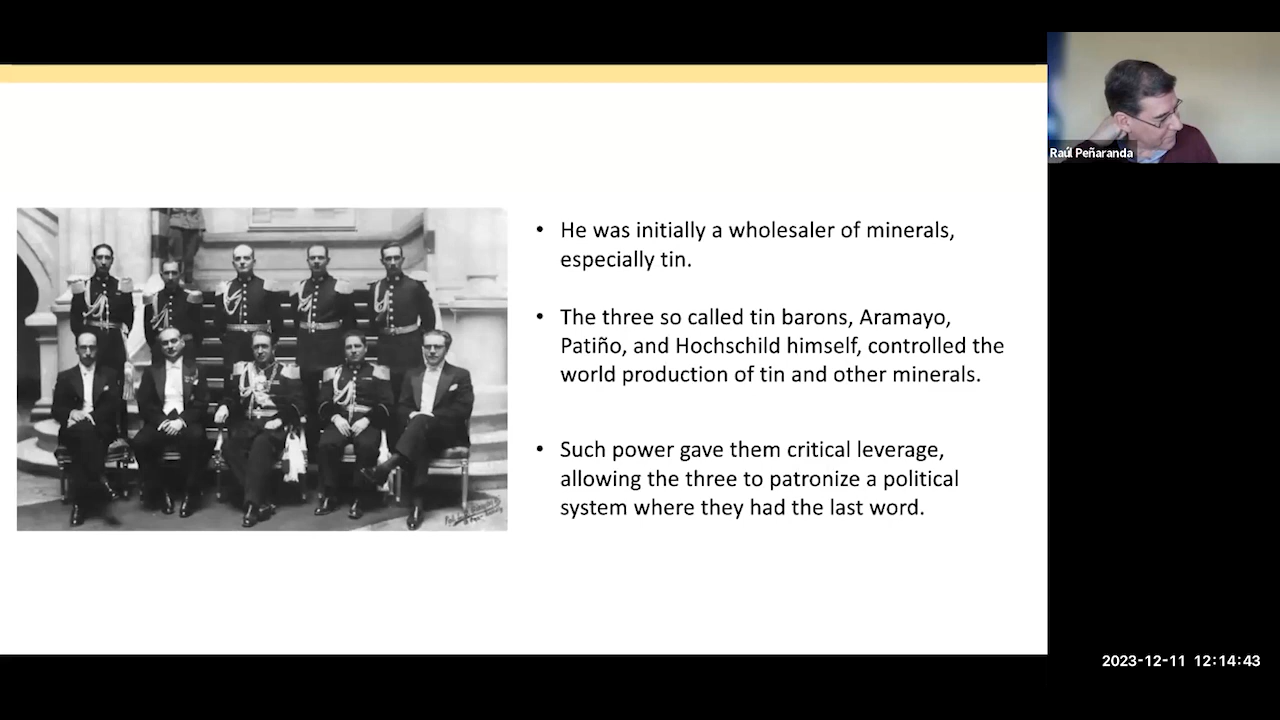 • He was initially a wholesaler of minerals,
especially tin.
• The three so called tin barons, Aramayo,
Patiño, and Hochschild himself, controlled the
world production of tin and other minerals.
• Such power gave them critical leverage,
allowing the three to patronize a political
system where they had the last word.
Raúl Peñaranda
2023-12-11 12:14:43